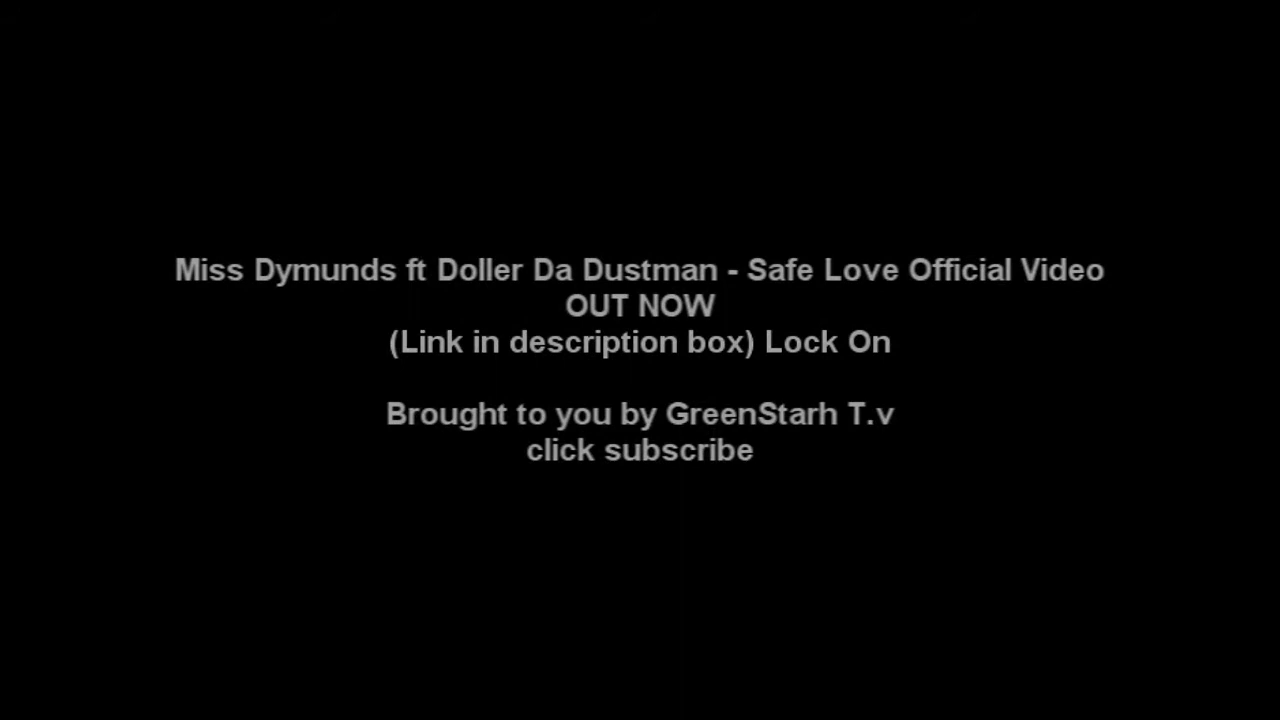 Miss Dymunds ft Doller Da Dustman - Safe Love Official Video
OUT NOW
(Link in description box) Lock On
Brought to you by GreenStarh T.v
click subscribe